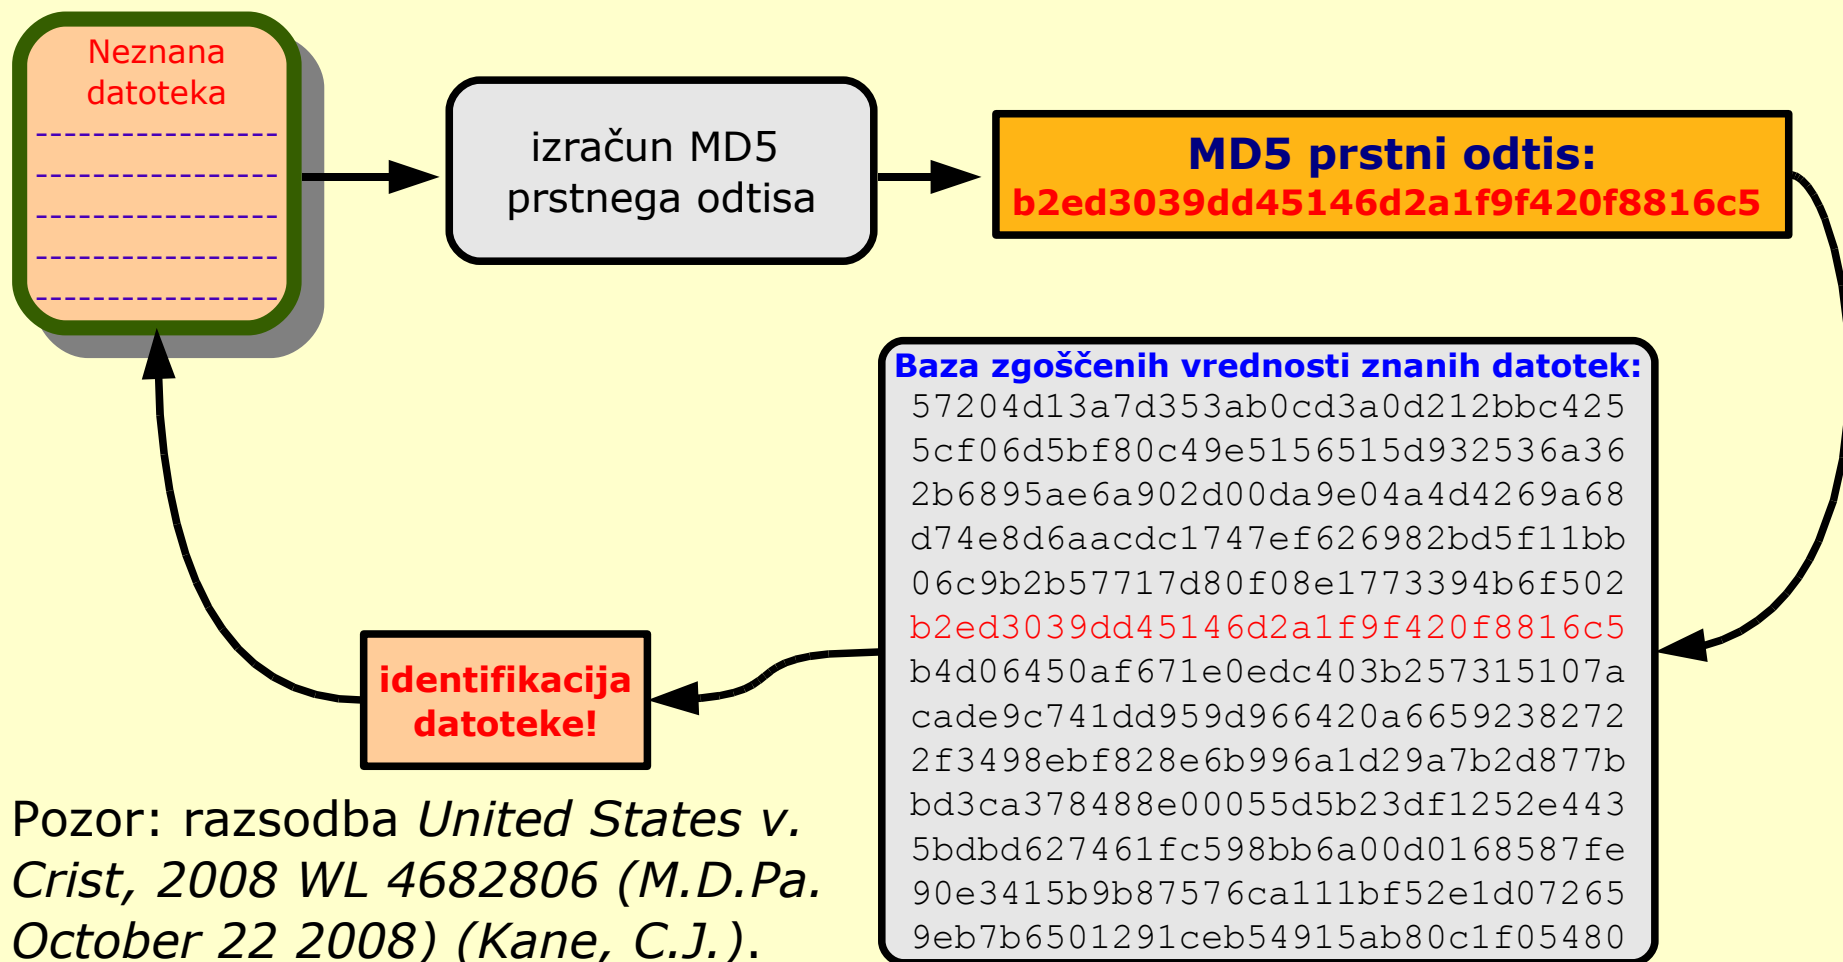 Neznana
datoteka
-----------------
-----------------
-----------------
-----------------
-----------------
izračun MD5
prstnega odtisa
MD5 prstni odtis:
b2ed3039dd45146d2a1f9f420f8816c5
Baza zgoščenih vrednosti znanih datotek:
57204d13a7d353ab0cd3a0d212bbc425
5cf06d5bf80c49e5156515d932536a36
2b6895ae6a902d00da9e04a4d4269a68
d74e8d6aacdc1747ef626982bd5f11bb
06c9b2b57717d80f08e1773394b6f502
b2ed3039dd45146d2a1f9f420f8816c5
b4d06450af671e0edc403b257315107a
cade9c741dd959d966420a6659238272
2f3498ebf828e6b996a1d29a7b2d877b
bd3ca378488e00055d5b23df1252e443
5bdbd627461fc598bb6a00d0168587fe
90e3415b9b87576ca111bf52e1d07265
9eb7b6501291ceb54915ab80c1f05480
identifikacija
datoteke!
Pozor: razsodba United States v.
Crist, 2008 WL 4682806 (M.D.Pa.
October 22 2008) (Kane, C.J.).